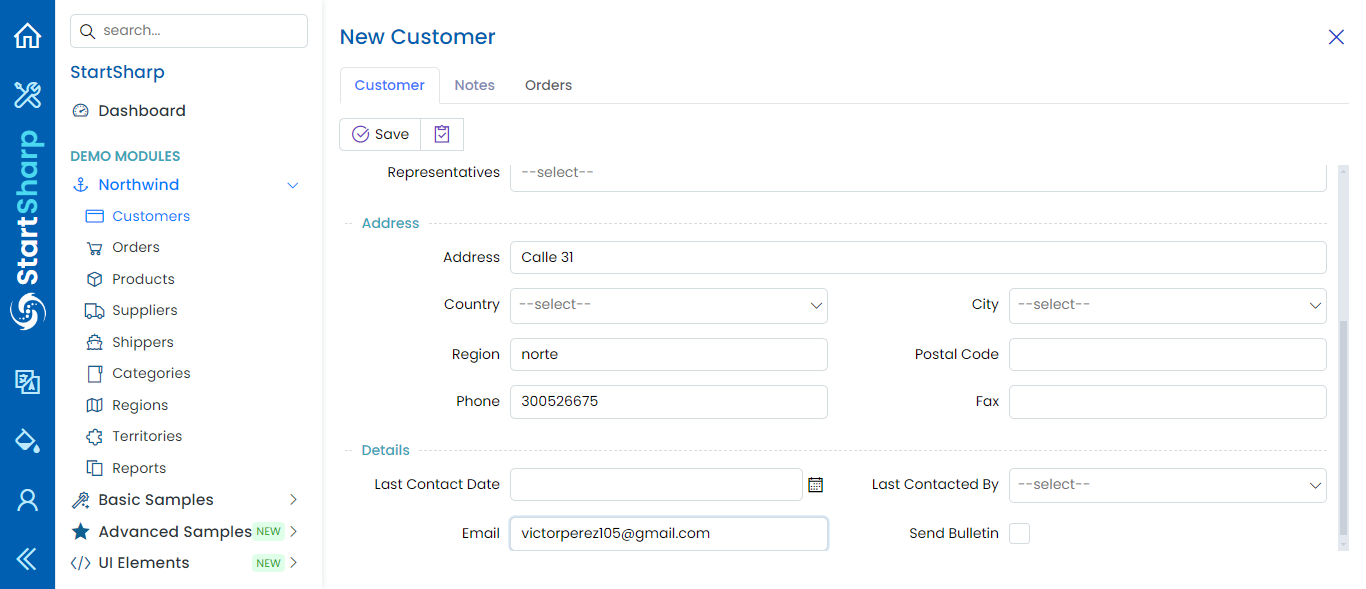 StartSharp
search...
StartSharp
Dashboard
DEMO MODULES
Northwind
Customers
Orders
Products
Suppliers
Shippers
Categories
Regions
Territories
Reports
Basic Samples
Advanced Samples NEW
UI Elements NEW
New Customer
Customer Notes Orders
Save
Representatives --select--
Address
Address Calle 31
Country --select-- City --select--
Region norte Postal Code
Phone 300526675 Fax
Details
Last Contact Date Last Contacted By --select--
Email victorperez105@gmail.com Send Bulletin